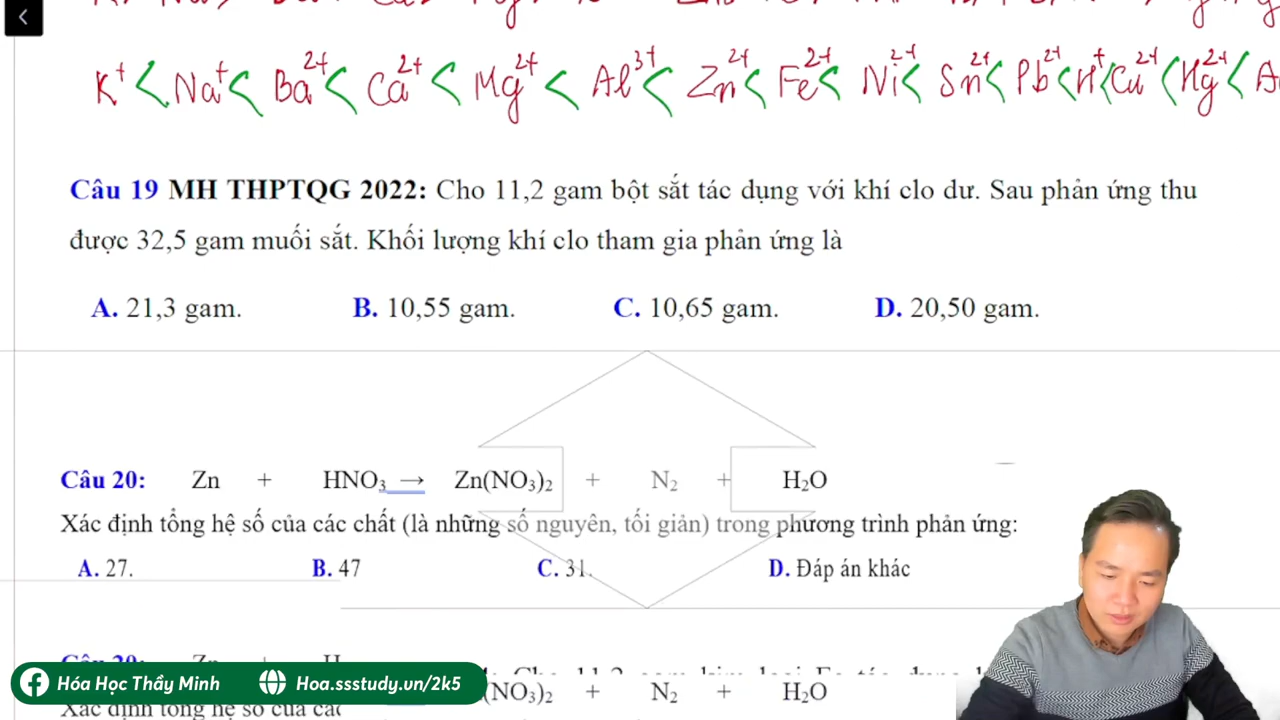 K⁺ < Na⁺ < Ba²⁺ < Ca²⁺ < Mg²⁺ < Al³⁺ < Zn²⁺ < Fe²⁺ < Ni²⁺ < Sn²⁺ < Pb²⁺ < H⁺ < Cu²⁺ < Hg²⁺ <
Câu 19 MH THPTQG 2022: Cho 11,2 gam bột sắt tác dụng với khí clo dư. Sau phản ứng thu
được 32,5 gam muối sắt. Khối lượng khí clo tham gia phản ứng là
A. 21,3 gam. B. 10,55 gam. C. 10,65 gam. D. 20,50 gam.
Câu 20: Zn + HNO₃ → Zn(NO₃)₂ + N₂ + H₂O
Xác định tổng hệ số của các chất (là những số nguyên, tối giản) trong phương trình phản ứng:
A. 27. B. 47 C. 31. D. Đáp án khác
Hóa Học Thầy Minh Hoa.ssstudy.vn/2k5
(NO₃)₂ + N₂ + H₂O